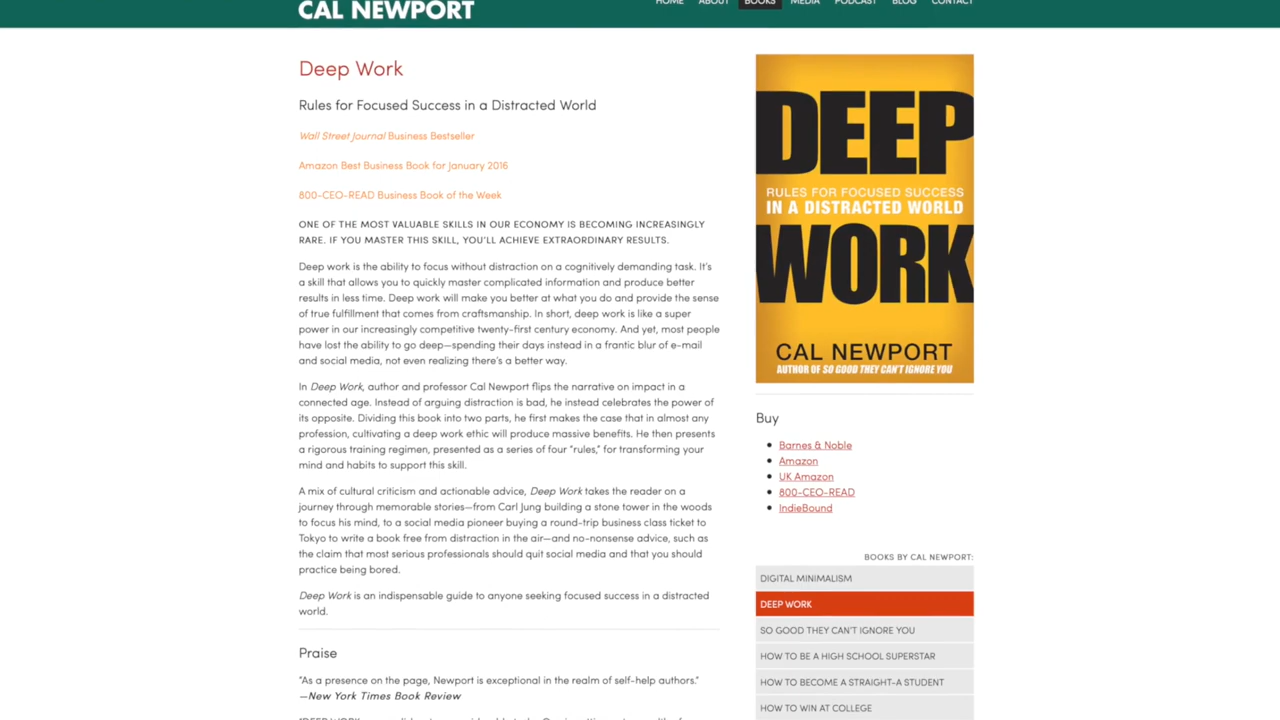 CAL NEWPORT
HOME ABOUT BOOKS MEDIA PODCAST BLOG CONTACT
Deep Work
Rules for Focused Success in a Distracted World
Wall Street Journal Business Bestseller
Amazon Best Business Book for January 2016
800-CEO-READ Business Book of the Week
ONE OF THE MOST VALUABLE SKILLS IN OUR ECONOMY IS BECOMING INCREASINGLY
RARE. IF YOU MASTER THIS SKILL, YOU'LL ACHIEVE EXTRAORDINARY RESULTS.
Deep work is the ability to focus without distraction on a cognitively demanding task. It's
a skill that allows you to quickly master complicated information and produce better
results in less time. Deep work will make you better at what you do and provide the sense
of true fulfillment that comes from craftsmanship. In short, deep work is like a super
power in our increasingly competitive twenty-first century economy. And yet, most people
have lost the ability to go deep—spending their days instead in a frantic blur of e-mail
and social media, not even realizing there's a better way.
In Deep Work, author and professor Cal Newport flips the narrative on impact in a
connected age. Instead of arguing distraction is bad, he instead celebrates the power of
its opposite. Dividing this book into two parts, he first makes the case that in almost any
profession, cultivating a deep work ethic will produce massive benefits. He then presents
a rigorous training regimen, presented as a series of four "rules," for transforming your
mind and habits to support this skill.
A mix of cultural criticism and actionable advice, Deep Work takes the reader on a
journey through memorable stories—from Carl Jung building a stone tower in the woods
to focus his mind, to a social media pioneer buying a round-trip business class ticket to
Tokyo to write a book free from distraction in the air—and no-nonsense advice, such as
the claim that most serious professionals should quit social media and that you should
practice being bored.
Deep Work is an indispensable guide to anyone seeking focused success in a distracted
world.
Praise
"As a presence on the page, Newport is exceptional in the realm of self-help authors."
—New York Times Book Review
DEEP
RULES FOR FOCUSED SUCCESS
IN A DISTRACTED WORLD
WORK
CAL NEWPORT
AUTHOR OF SO GOOD THEY CAN'T IGNORE YOU
Buy
Barnes & Noble
Amazon
UK Amazon
800-CEO-READ
IndieBound
BOOKS BY CAL NEWPORT:
DIGITAL MINIMALISM
DEEP WORK
SO GOOD THEY CAN'T IGNORE YOU
HOW TO BE A HIGH SCHOOL SUPERSTAR
HOW TO BECOME A STRAIGHT-A STUDENT
HOW TO WIN AT COLLEGE